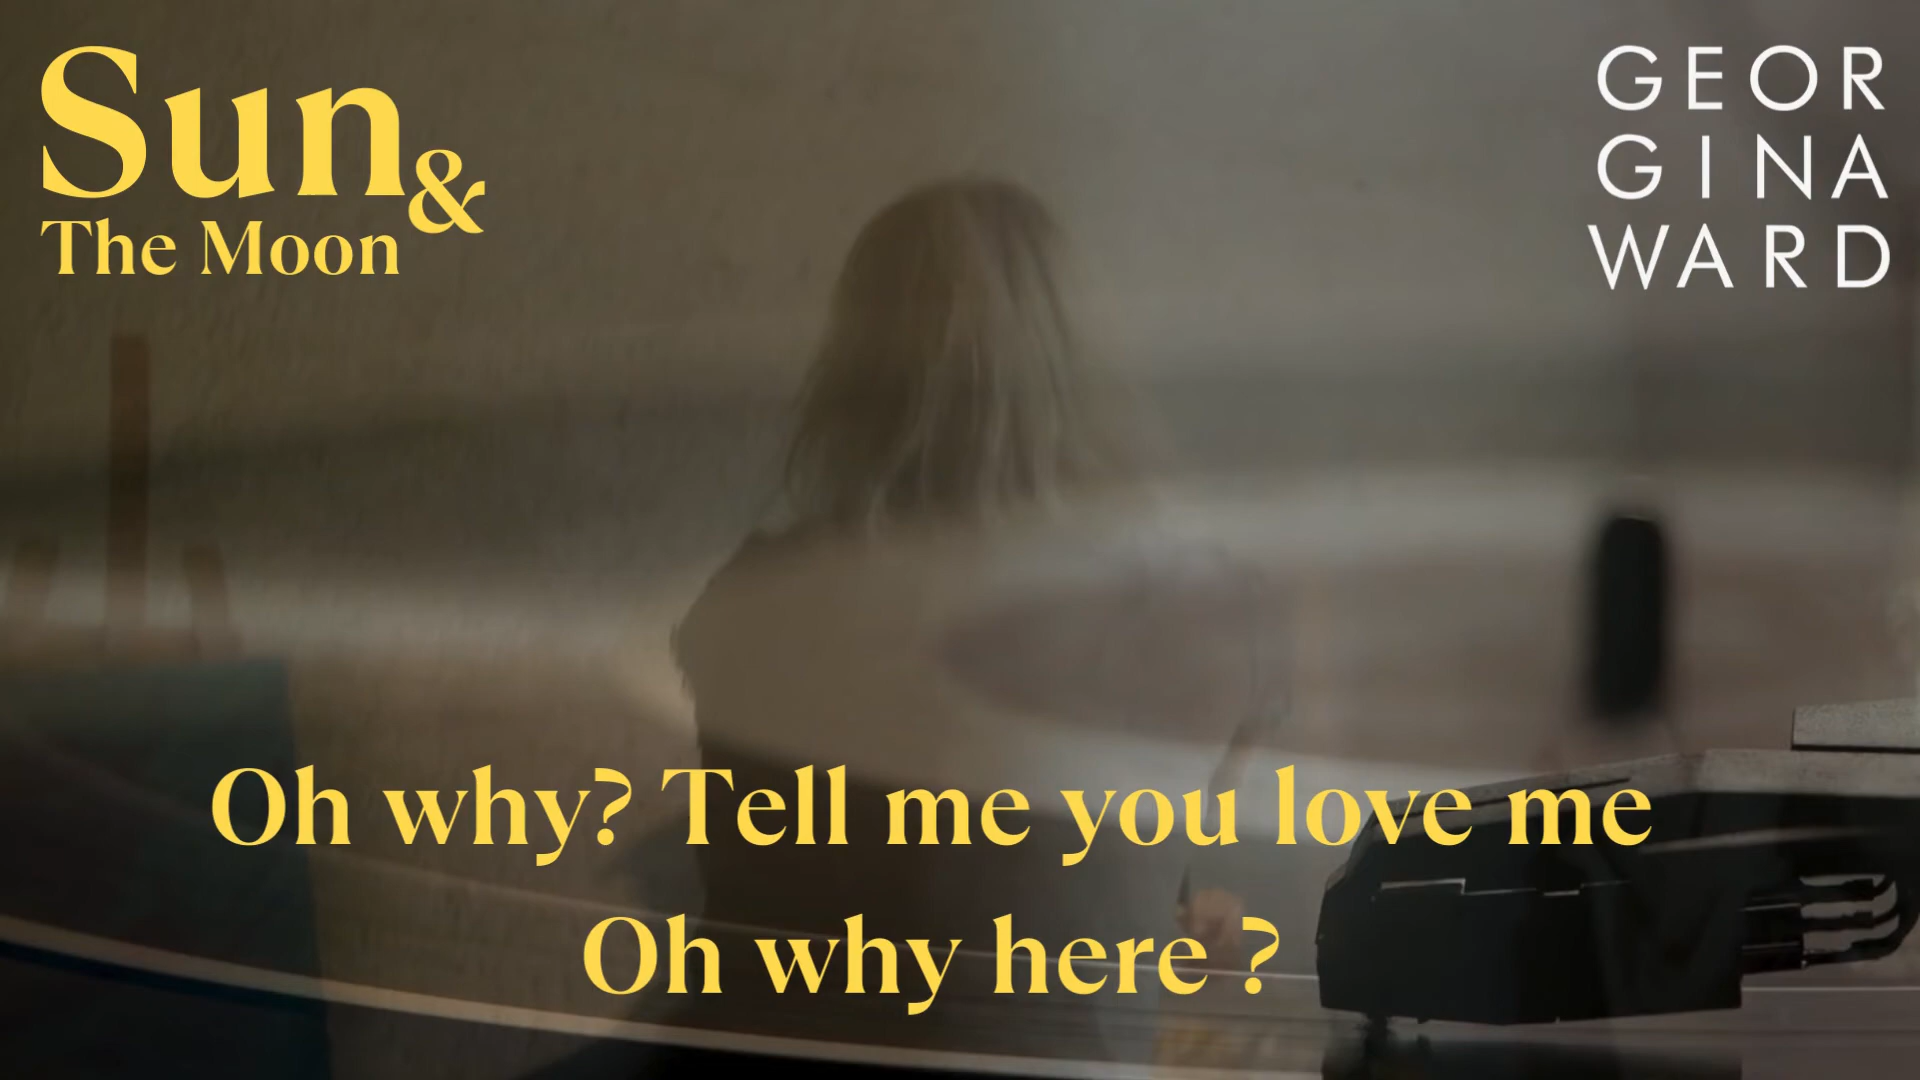 Sun
&
The Moon
GEOR
GINA
WARD
Oh why? Tell me you love me
Oh why here ?